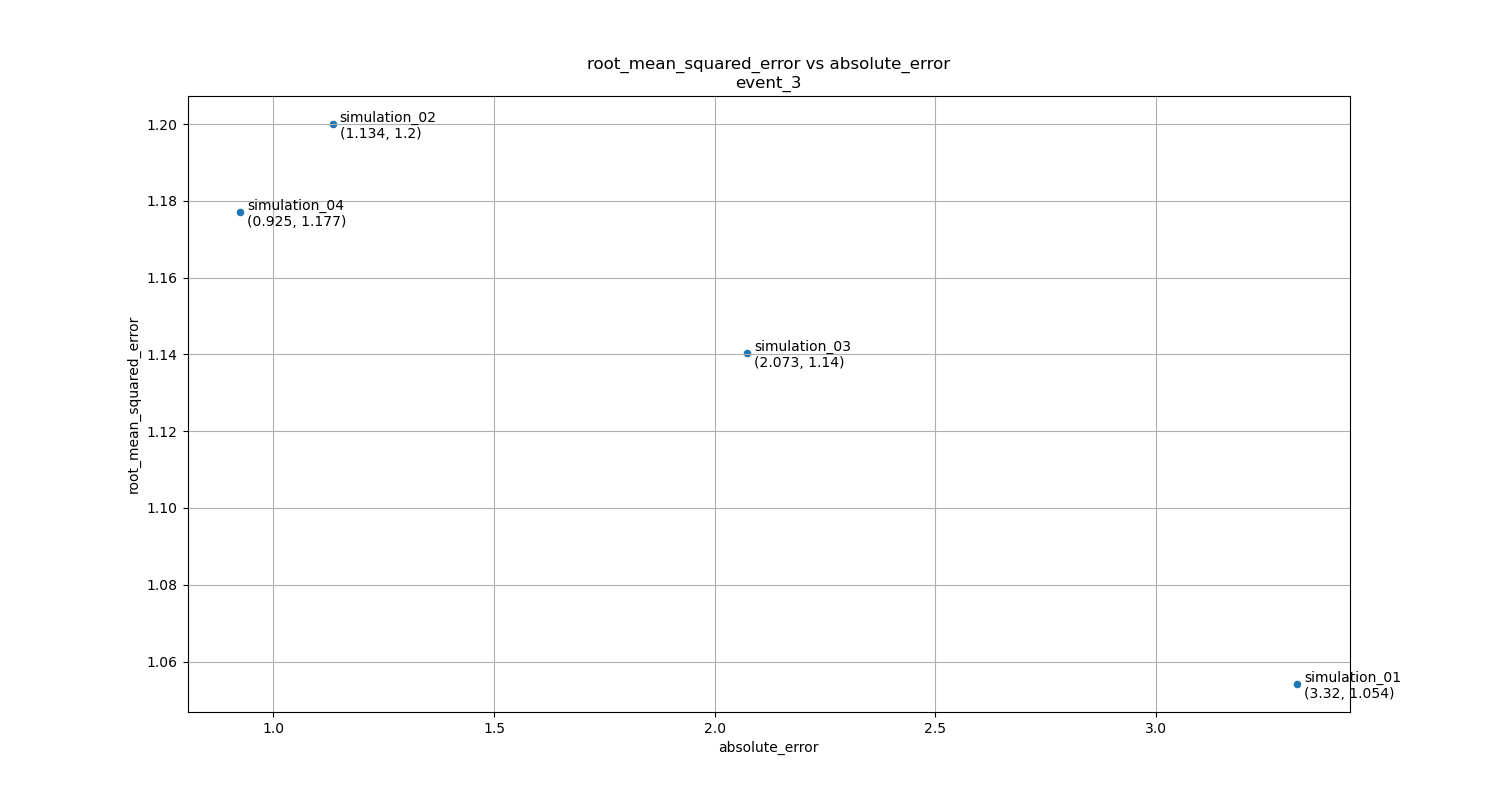 root_mean_squared_error vs absolute_error
event_3
root_mean_squared_error
1.20
1.18
1.16
1.14
1.12
1.10
1.08
1.06
simulation_02
(1.134, 1.2)
simulation_04
(0.925, 1.177)
simulation_03
(2.073, 1.14)
simulation_01
(3.32, 1.054)
1.0
1.5
2.0
2.5
3.0
absolute_error